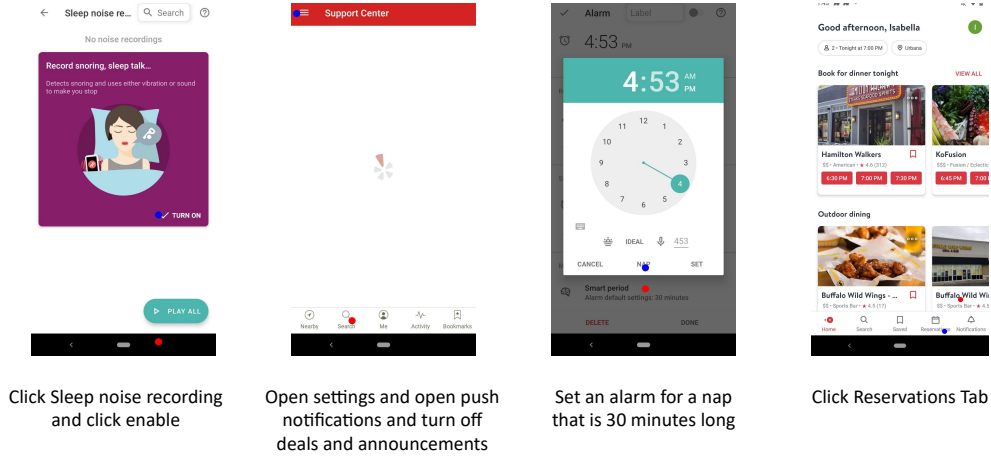 Sleep noise re...
Search
No noise recordings
Record snoring, sleep talk...
Detects snoring and uses either vibration or sound
to make you stop
TURN ON
PLAY ALL
Click Sleep noise recording
and click enable
Support Center
Nearby
Search
Me
Activity
Bookmarks
Open settings and open push
notifications and turn off
deals and announcements
Alarm
Label
4:53 PM
4:53
AM
PM
12
1
2
3
4
5
6
7
8
9
10
11
IDEAL
453
CANCEL
NAP
SET
Smart period
Alarm default settings: 30 minutes
DELETE
DONE
Set an alarm for a nap
that is 30 minutes long
Good afternoon, Isabella
I
2 • Tonight at 7:00 PM
Urbana
Book for dinner tonight
VIEW ALL
Hamilton Walkers
$$ • American • ★ 4.6 (312)
6:30 PM
7:00 PM
7:30 PM
KoFusion
$$$ • Fusion / Eclectic
6:45 PM
7:00
Outdoor dining
Buffalo Wild Wings - ...
$$ • Sports Bar • ★ 4.5 (17)
Buffalo Wild Wi
$$ • Sports Bar • ★ 4.5
Home
Search
Saved
Reservations
Notifications
Click Reservations Tab